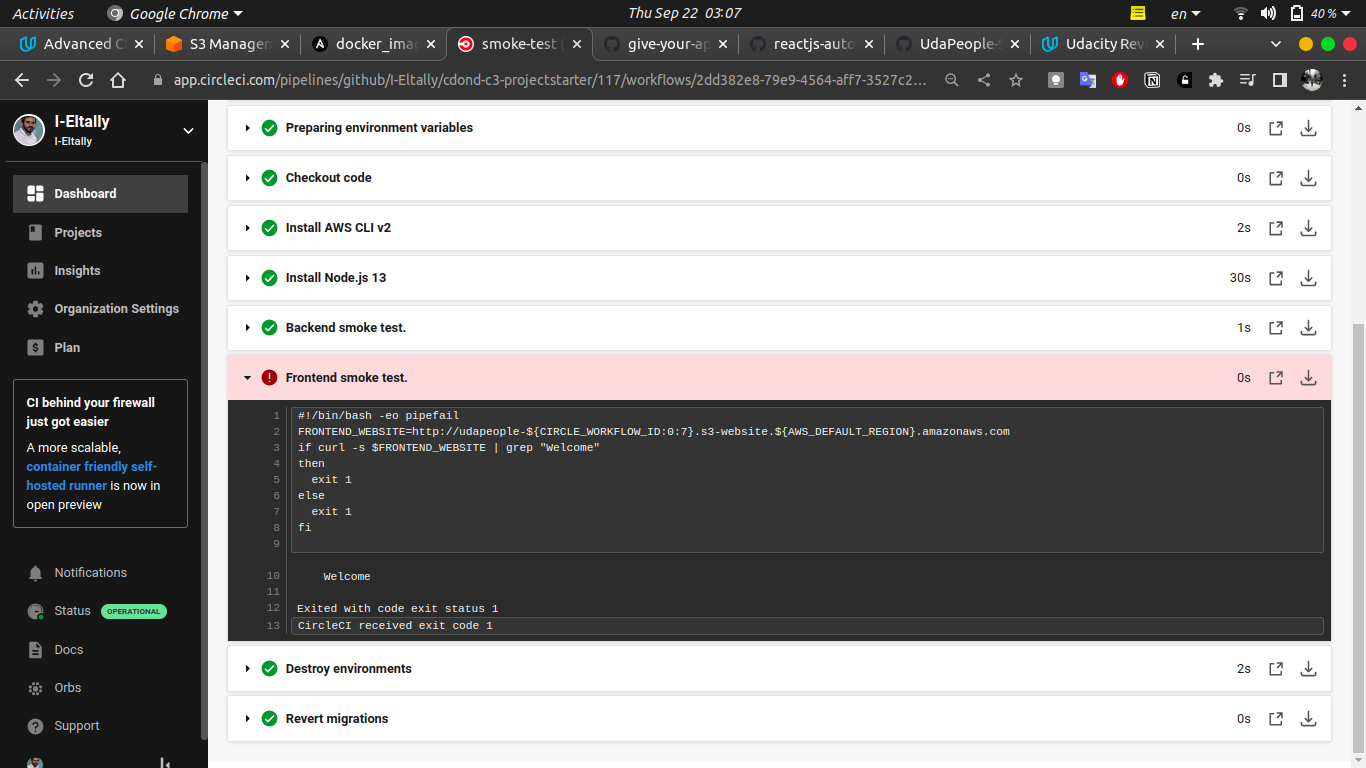 Activities
Google Chrome
Thu Sep 22 03:07
en
40 %
Advanced C
S3 Managem
docker_ima
smoke-test (
give-your-ap
reactjs-auto
UdaPeople-S
Udacity Rev
app.circleci.com/pipelines/github/I-Eltally/cdond-c3-projectstarter/117/workflows/2dd382e8-79e9-4564-aff7-3527c2…
I-Eltally
I-Eltally
Dashboard
Projects
Insights
Organization Settings
Plan
CI behind your firewall
just got easier
A more scalable,
container friendly self-
hosted runner is now in
open preview
Notifications
Status OPERATIONAL
Docs
Orbs
Support
Preparing environment variables 0s
Checkout code 0s
Install AWS CLI v2 2s
Install Node.js 13 30s
Backend smoke test. 1s
Frontend smoke test. 0s
1 #!/bin/bash -eo pipefail
2 FRONTEND_WEBSITE=http://udapeople-${CIRCLE_WORKFLOW_ID:0:7}.s3-website.${AWS_DEFAULT_REGION}.amazonaws.com
3 if curl -s $FRONTEND_WEBSITE | grep "Welcome"
4 then
5   exit 1
6 else
7   exit 1
8 fi
9
10     Welcome
11
12 Exited with code exit status 1
13 CircleCI received exit code 1
Destroy environments 2s
Revert migrations 0s